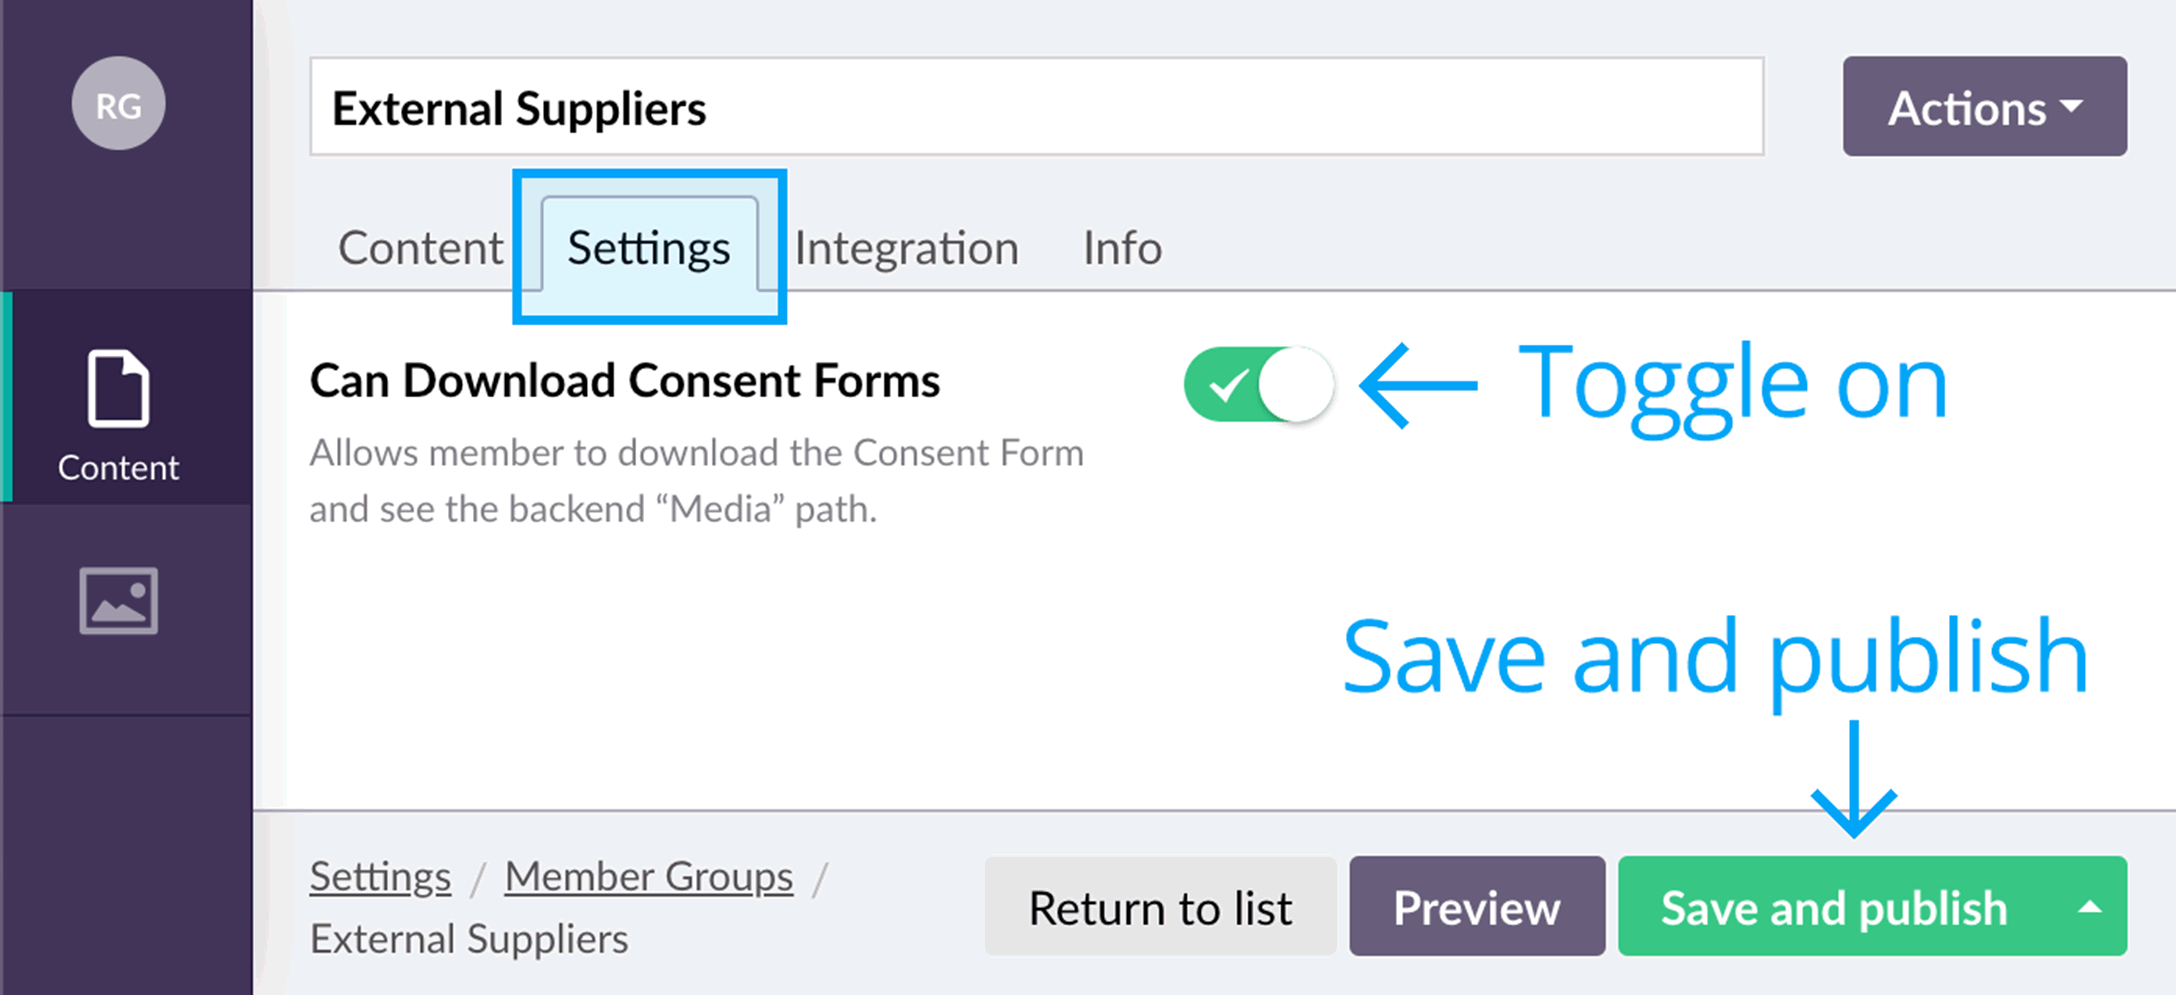 RG
External Suppliers
Actions
Content
Settings
Integration
Info
Can Download Consent Forms
Toggle on
Allows member to download the Consent Form
and see the backend “Media” path.
Content
Save and publish
Settings / Member Groups /
External Suppliers
Return to list
Preview
Save and publish